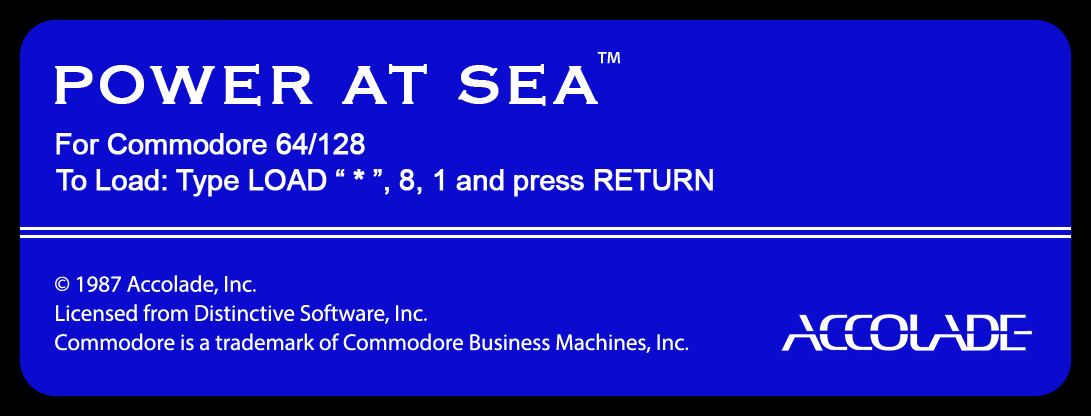 POWER AT SEA™
For Commodore 64/128
To Load: Type LOAD “ * ”, 8, 1 and press RETURN
© 1987 Accolade, Inc.
Licensed from Distinctive Software, Inc.
Commodore is a trademark of Commodore Business Machines, Inc.
ACCOLADE